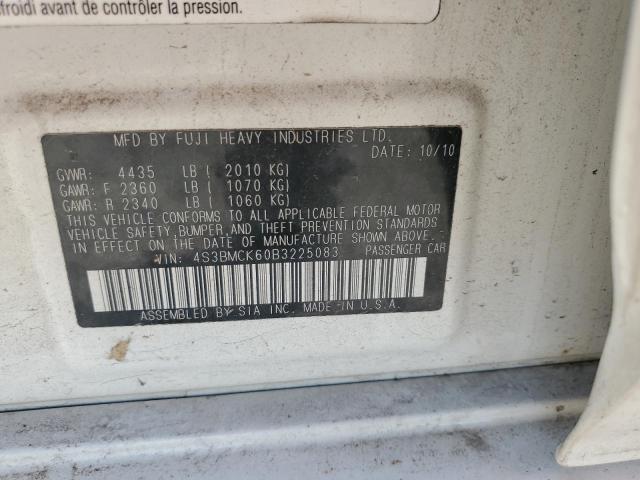 froidi avant de contrôler la pression.
MFD BY FUJI HEAVY INDUSTRIES LTD.
DATE: 10/10
GVWR: 4435 LB ( 2010 KG)
GAWR: F 2360 LB ( 1070 KG)
GAWR: R 2340 LB ( 1060 KG)
THIS VEHICLE CONFORMS TO ALL APPLICABLE FEDERAL MOTOR
VEHICLE SAFETY, BUMPER, AND THEFT PREVENTION STANDARDS
IN EFFECT ON THE DATE OF MANUFACTURE SHOWN ABOVE.
VIN: 4S3BMCK60B3225083 PASSENGER CAR
ASSEMBLED BY SIA INC. MADE IN U.S.A.